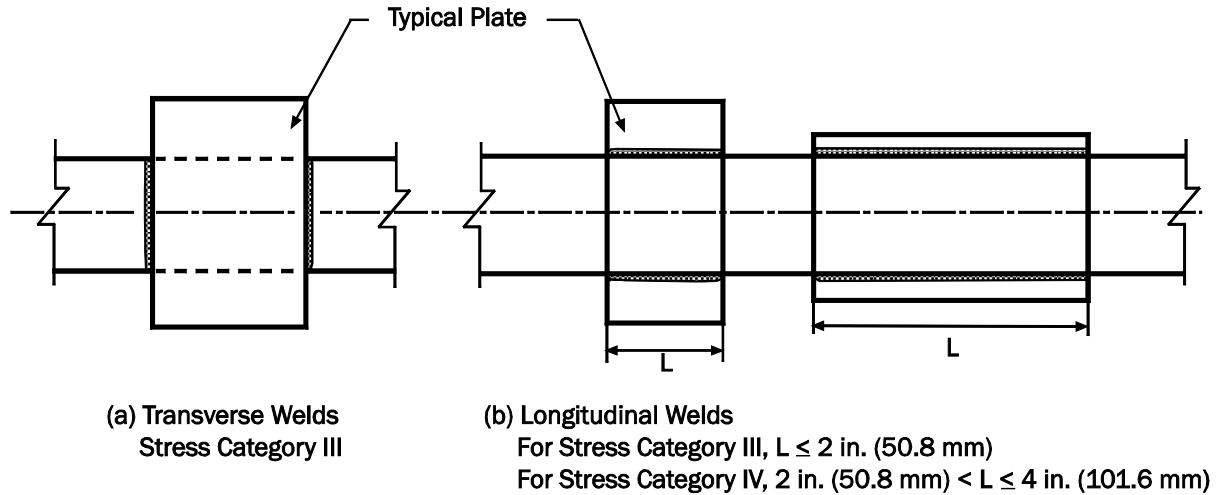 Typical Plate
L
L
(a) Transverse Welds
Stress Category III
(b) Longitudinal Welds
For Stress Category III, L ≤ 2 in. (50.8 mm)
For Stress Category IV, 2 in. (50.8 mm) < L ≤ 4 in. (101.6 mm)